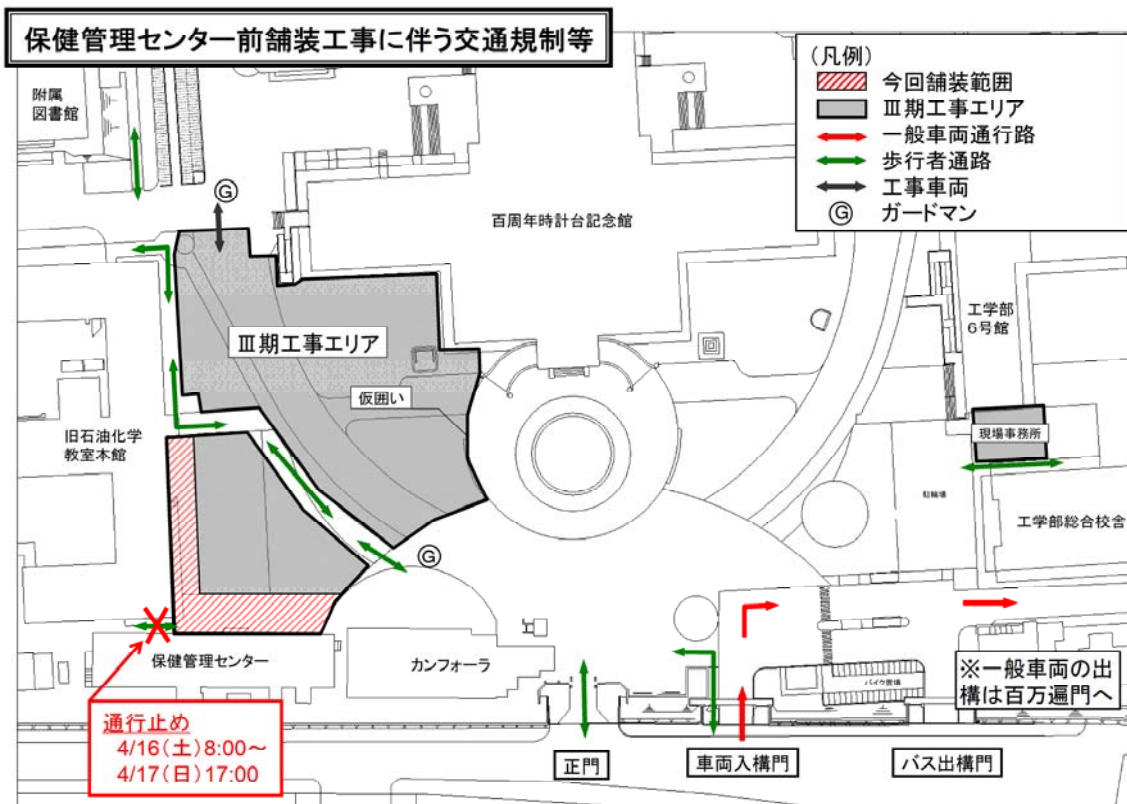 保健管理センター前舗装工事に伴う交通規制等
(凡例)
今回舗装範囲
Ⅲ期工事エリア
一般車両通行路
歩行者通路
工事車両
Ⓖ ガードマン
附属
図書館
Ⓖ
百周年時計台記念館
工学部
6号館
Ⅲ期工事エリア
仮囲い
現場事務所
旧石油化学
教室本館
駐輪場
工学部総合校舎
Ⓖ
保健管理センター
カンフォーラ
バイク置場
※一般車両の出
構は百万遍門へ
通行止め
4/16(土)8:00~
4/17(日)17:00
正門
車両入構門
バス出構門